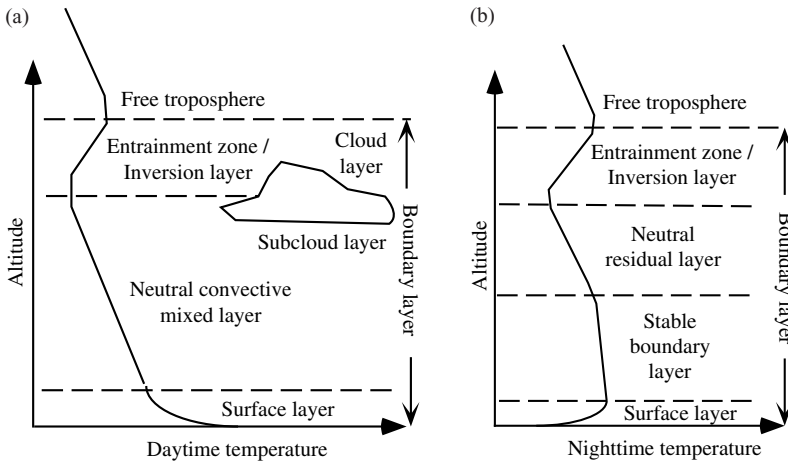 (a)
Altitude
Free troposphere
Entrainment zone /
Inversion layer
Cloud
layer
Subcloud layer
Neutral convective
mixed layer
Surface layer
Boundary layer
Daytime temperature
(b)
Altitude
Free troposphere
Entrainment zone /
Inversion layer
Neutral
residual layer
Stable
boundary
layer
Surface layer
Boundary layer
Nighttime temperature